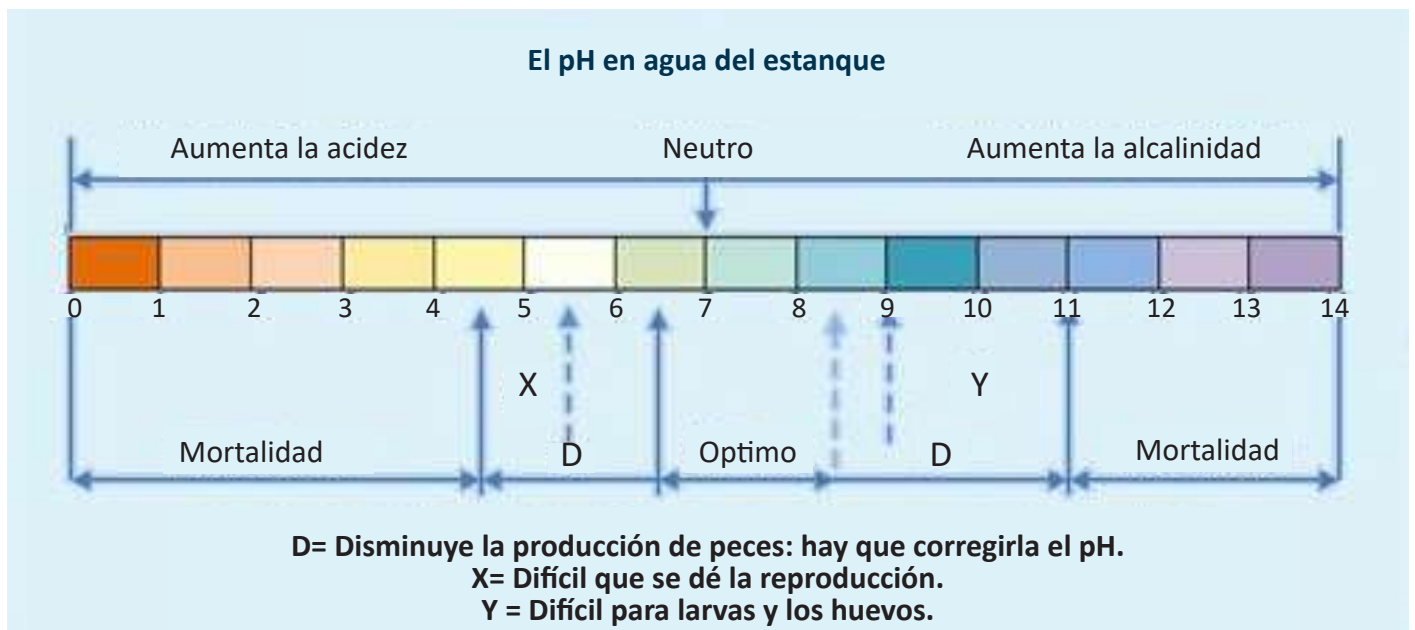 El pH en agua del estanque
Aumenta la acidez Neutro Aumenta la alcalinidad
0 1 2 3 4 5 6 7 8 9 10 11 12 13 14
X Y
Mortalidad D Optimo D Mortalidad
D= Disminuye la producción de peces: hay que corregirla el pH.
X= Difícil que se dé la reproducción.
Y = Difícil para larvas y los huevos.